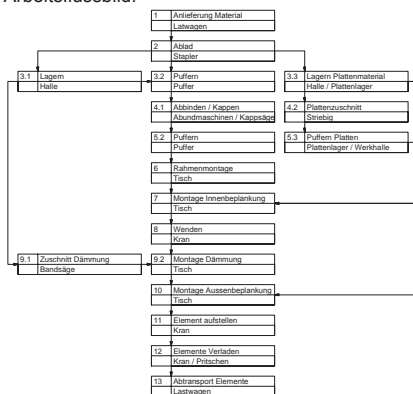 Arbeitsflussbild:
1 Anlieferung Material
Latwagen
2 Ablad
Stapler
3.1 Lagern
Halle
3.2 Puffern
Puffer
3.3 Lagern Plattenmaterial
Halle / Plattenlager
4.1 Abbinden / Kappen
Abundmaschinen / Kappsäge
4.2 Plattenzuschnitt
Striebig
5.2 Puffern
Puffer
5.3 Puffern Platten
Plattenlager / Werkhalle
6 Rahmenmontage
Tisch
7 Montage Innenbeplankung
Tisch
8 Wenden
Kran
9.1 Zuschnitt Dämmung
Bandsäge
9.2 Montage Dämmung
Tisch
10 Montage Aussenbeplankung
Tisch
11 Element aufstellen
Kran
12 Elemente Verladen
Kran / Pritschen
13 Abtransport Elemente
Lastwagen